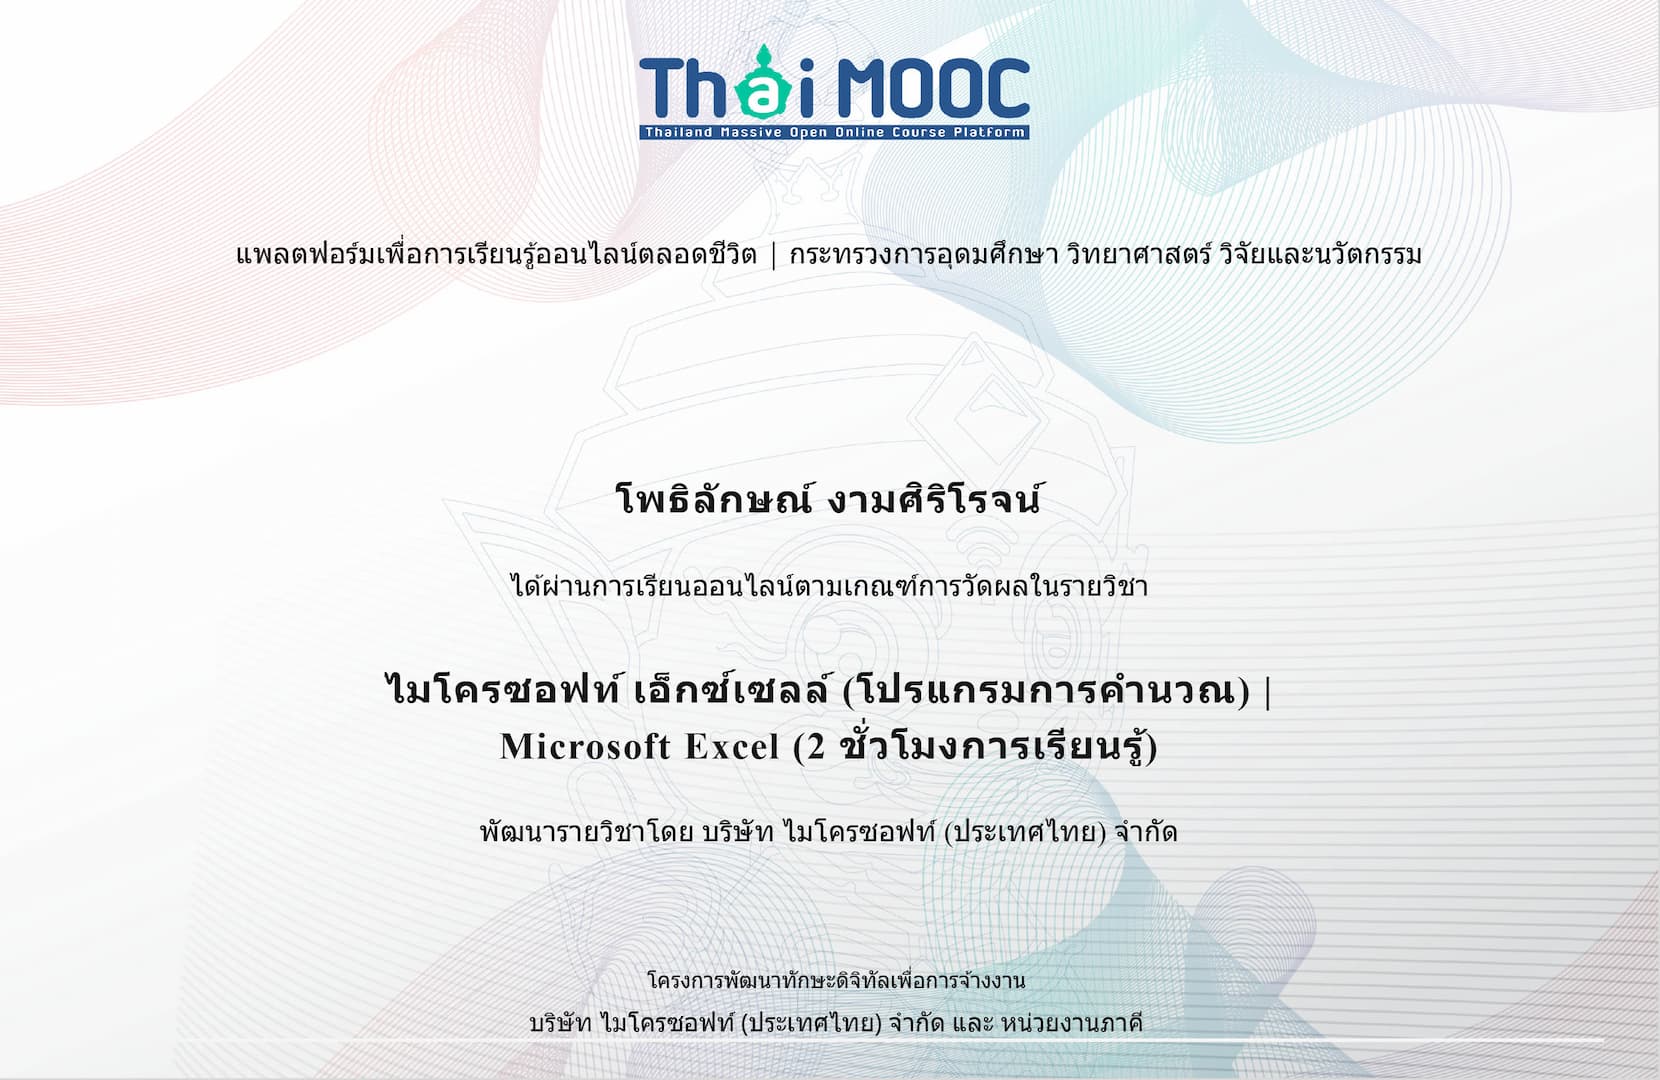 Thai MOOC
Thailand Massive Open Online Course Platform
แพลตฟอร์มเพื่อการเรียนรู้ออนไลน์ตลอดชีวิต | กระทรวงการอุดมศึกษา วิทยาศาสตร์ วิจัยและนวัตกรรม
โพธิลักษณ์ งามศิริโรจน์
ได้ผ่านการเรียนออนไลน์ตามเกณฑ์การวัดผลในรายวิชา
ไมโครซอฟท์ เอ็กซ์เซลล์ (โปรแกรมการคำนวณ) |
Microsoft Excel (2 ชั่วโมงการเรียนรู้)
พัฒนารายวิชาโดย บริษัท ไมโครซอฟท์ (ประเทศไทย) จำกัด
โครงการพัฒนาทักษะดิจิทัลเพื่อการจ้างงาน
บริษัท ไมโครซอฟท์ (ประเทศไทย) จำกัด และ หน่วยงานภาคี